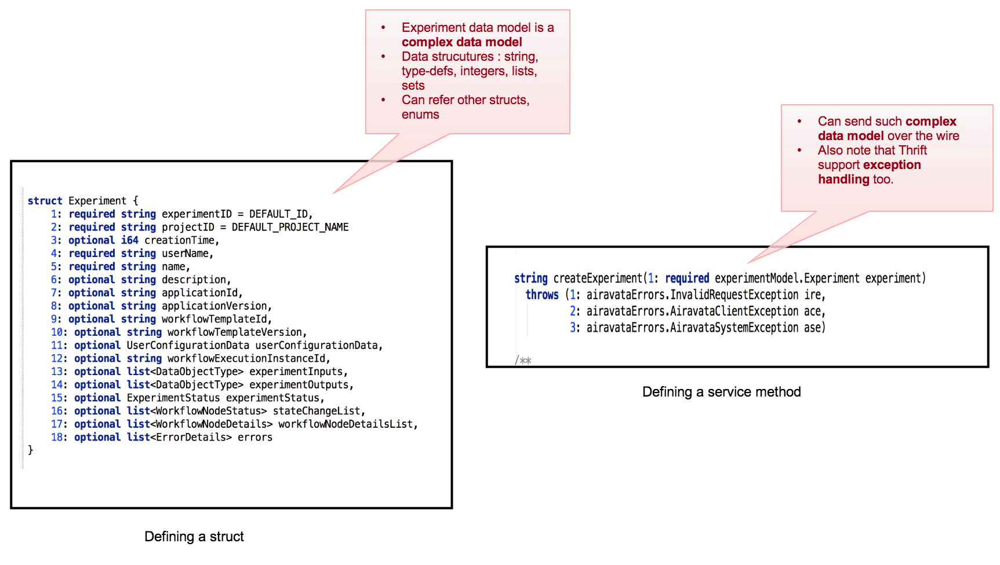 • Experiment data model is a
complex data model
• Data strucutures : string,
type-defs, integers, lists,
sets
• Can refer other structs,
enums
• Can send such complex
data model over the wire
• Also note that Thrift
support exception
handling too.
struct Experiment {
1: required string experimentID = DEFAULT_ID,
2: required string projectID = DEFAULT_PROJECT_NAME
3: optional i64 creationTime,
4: required string userName,
5: required string name,
6: optional string description,
7: optional string applicationId,
8: optional string applicationVersion,
9: optional string workflowTemplateId,
10: optional string workflowTemplateVersion,
11: optional UserConfigurationData userConfigurationData,
12: optional string workflowExecutionInstanceId,
13: optional list<DataObjectType> experimentInputs,
14: optional list<DataObjectType> experimentOutputs,
15: optional ExperimentStatus experimentStatus,
16: optional list<WorkflowNodeStatus> stateChangeList,
17: optional list<WorkflowNodeDetails> workflowNodeDetailsList,
18: optional list<ErrorDetails> errors
}
Defining a struct
string createExperiment(1: required experimentModel.Experiment experiment)
throws (1: airavataErrors.InvalidRequestException ire,
2: airavataErrors.AiravataClientException ace,
3: airavataErrors.AiravataSystemException ase)
/**
Defining a service method